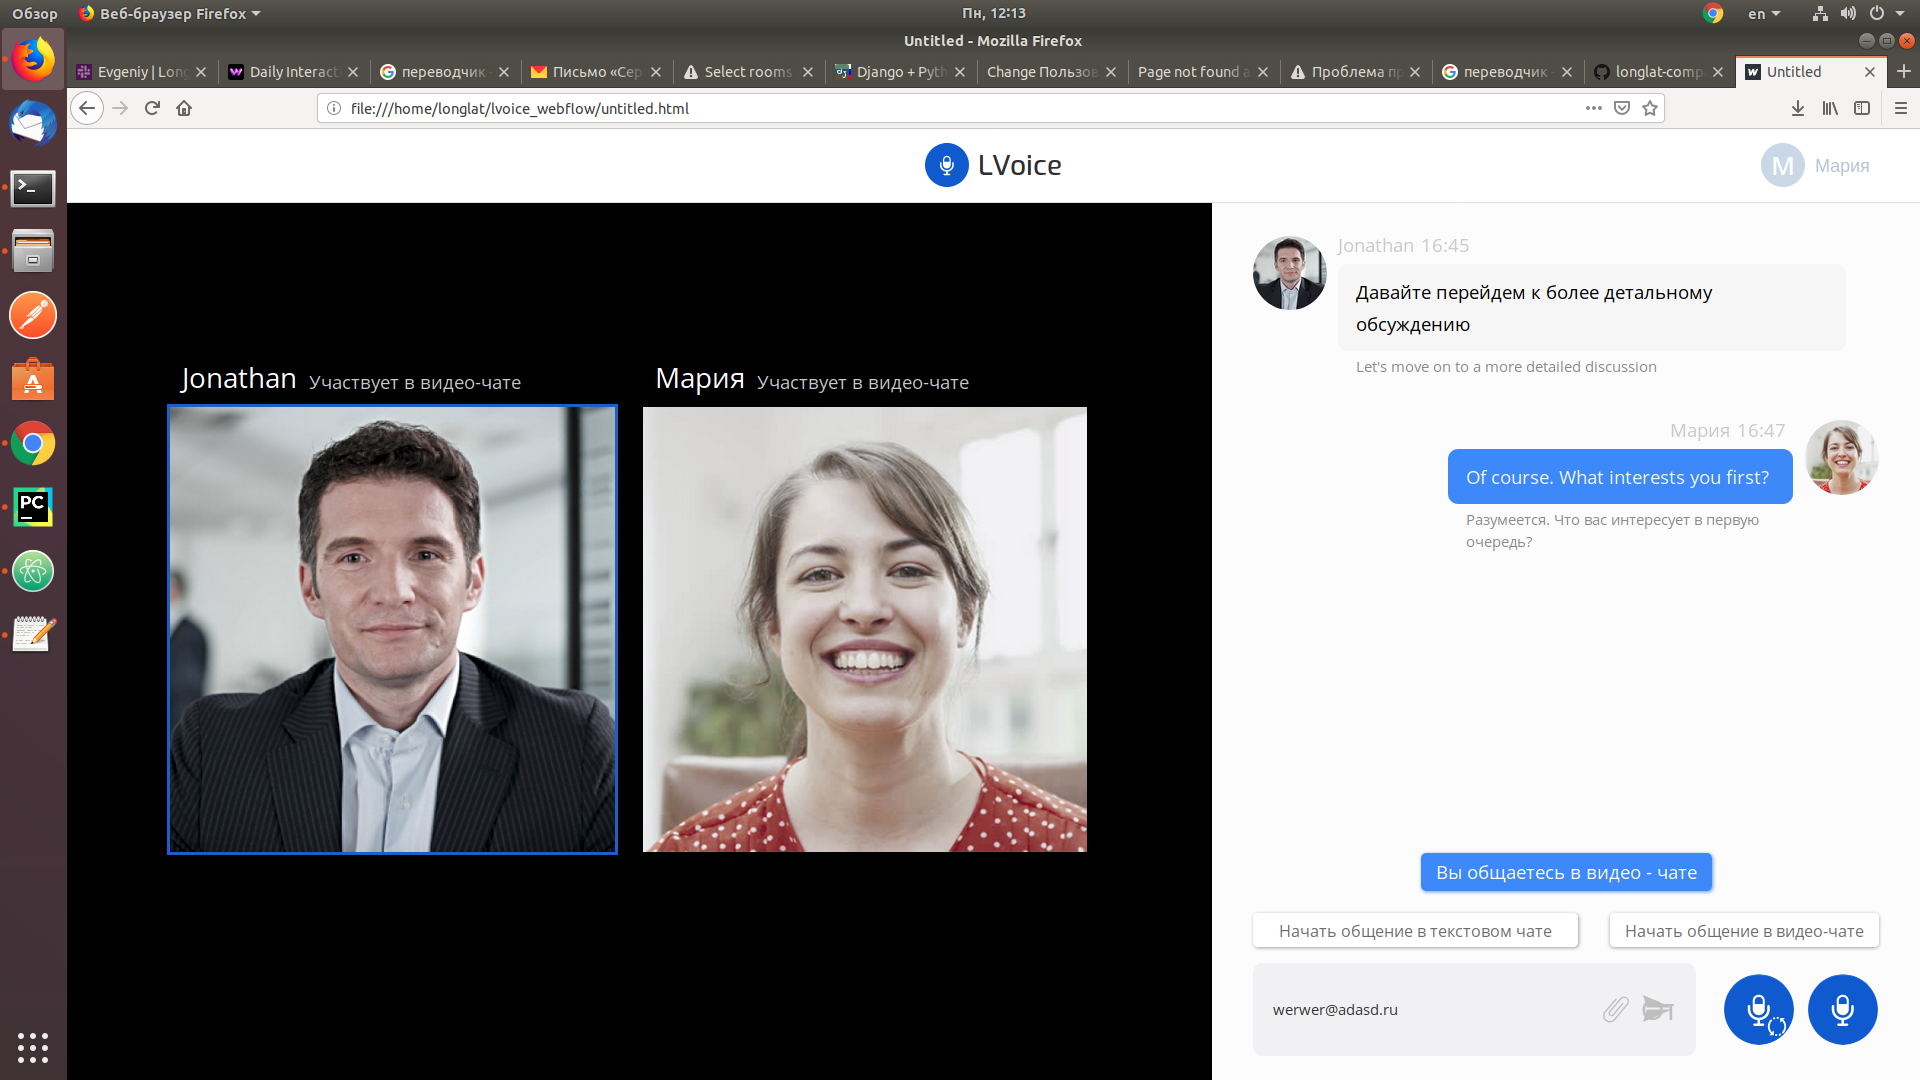 Обзор
Веб-браузер Firefox
Пн, 12:13
en
Untitled - Mozilla Firefox
Evgeniy | Long
Daily Interact
переводчик
Письмо «Сер
Select rooms
Django + Pyth
Change Пользов
Page not found a
Проблема пр
переводчик -
longlat-comp
Untitled
file:///home/longlat/lvoice_webflow/untitled.html
LVoice
M
Мария
Jonathan 16:45
Давайте перейдем к более детальному
обсуждению
Let's move on to a more detailed discussion
Jonathan Участвует в видео-чате
Мария Участвует в видео-чате
Мария 16:47
Of course. What interests you first?
Разумеется. Что вас интересует в первую
очередь?
PC
Вы общаетесь в видео - чате
Начать общение в текстовом чате
Начать общение в видео-чате
werwer@adasd.ru